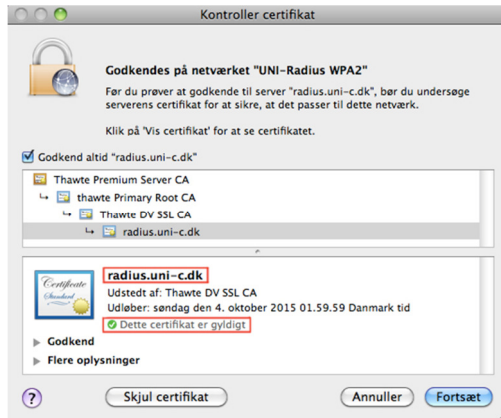 Kontroller certifikat
Godkendes på netværket "UNI-Radius WPA2"
Før du prøver at godkende til server "radius.uni-c.dk", bør du undersøge
serverens certifikat for at sikre, at det passer til dette netværk.
Klik på 'Vis certifikat' for at se certifikatet.
Godkend altid "radius.uni-c.dk"
Thawte Premium Server CA
thawte Primary Root CA
Thawte DV SSL CA
radius.uni-c.dk
Certificate
Standard
radius.uni-c.dk
Udstedt af: Thawte DV SSL CA
Udløber: søndag den 4. oktober 2015 01.59.59 Danmark tid
Dette certifikat er gyldigt
Godkend
Flere oplysninger
?
Skjul certifikat
Annuller
Fortsæt